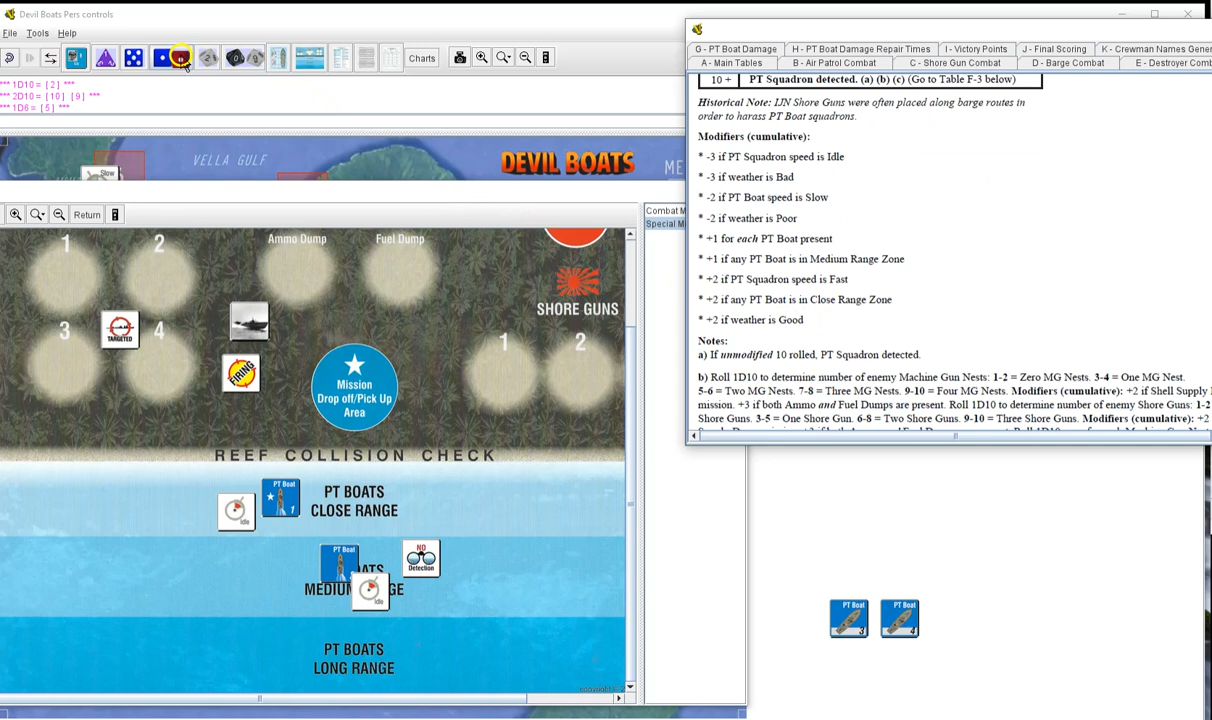 Devil Boats Pers controls
File Tools Help
Charts
*** 1D10 = [ 2 ]
*** 2D10 = [10] [ 9]
*** 1D6 = [ 5 ]
VELLA GULF
DEVIL BOATS
ME
Slow
Return
Combat M
Special M
1
2
Ammo Dump
Fuel Dump
3
4
TARGETED
FIRING
SHORE GUNS
1
2
Mission
Drop off/Pick Up
Area
REEF COLLISION CHECK
Idle
PT Boat
1
PT BOATS
CLOSE RANGE
PT Boat
NO
Detection
ATS
MEDIUM GE
Idle
PT BOATS
LONG RANGE
G - PT Boat Damage
H - PT Boat Damage Repair Times
I - Victory Points
J - Final Scoring
K - Crewman Names Gener
A - Main Tables
B - Air Patrol Combat
C - Shore Gun Combat
D - Barge Combat
E - Destroyer Comb
10 + PT Squadron detected. (a) (b) (c) (Go to Table F-3 below)
Historical Note: IJN Shore Guns were often placed along barge routes in
order to harass PT Boat squadrons.
Modifiers (cumulative):
* -3 if PT Squadron speed is Idle
* -3 if weather is Bad
* -2 if PT Boat speed is Slow
* -2 if weather is Poor
* +1 for each PT Boat present
* +1 if any PT Boat is in Medium Range Zone
* +2 if PT Squadron speed is Fast
* +2 if any PT Boat is in Close Range Zone
* +2 if weather is Good
Notes:
a) If unmodified 10 rolled, PT Squadron detected.
b) Roll 1D10 to determine number of enemy Machine Gun Nests: 1-2 = Zero MG Nests. 3-4 = One MG Nest.
5-6 = Two MG Nests. 7-8 = Three MG Nests. 9-10 = Four MG Nests. Modifiers (cumulative): +2 if Shell Supply
mission. +3 if both Ammo and Fuel Dumps are present. Roll 1D10 to determine number of enemy Shore Guns: 1-2
Shore Guns. 3-5 = One Shore Gun. 6-8 = Two Shore Guns. 9-10 = Three Shore Guns. Modifiers (cumulative): +2
PT Boat
3
PT Boat
4